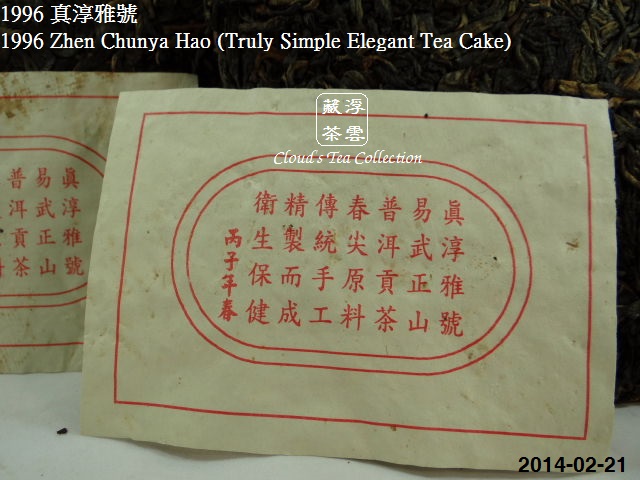 1996 真淳雅號
1996 Zhen Chunya Hao (Truly Simple Elegant Tea Cake)
浮雲
藏茶
Cloud's Tea Collection
眞淳雅號
易武正山
普洱貢茶
春尖原料
傳統手工
精製而成
衛生保健
丙子年春
眞淳雅號
易武正山
普洱貢茶
2014-02-21